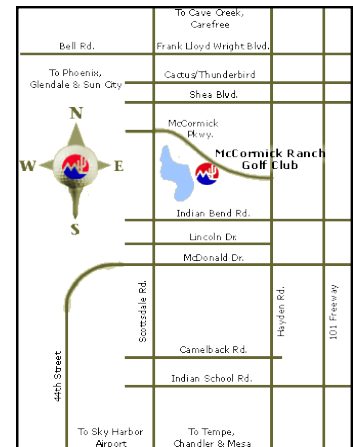 To Cave Creek,
Carefree
Bell Rd.
Frank Lloyd Wright Blvd.
To Phoenix,
Glendale & Sun City
Cactus/Thunderbird
Shea Blvd.
N
McCormick
Pkwy.
McCormick Ranch
Golf Club
W
E
S
Indian Bend Rd.
Lincoln Dr.
McDonald Dr.
Scottsdale Rd.
Hayden Rd.
101 Freeway
Camelback Rd.
44th Street
Indian School Rd.
To Sky Harbor
Airport
To Tempe,
Chandler & Mesa